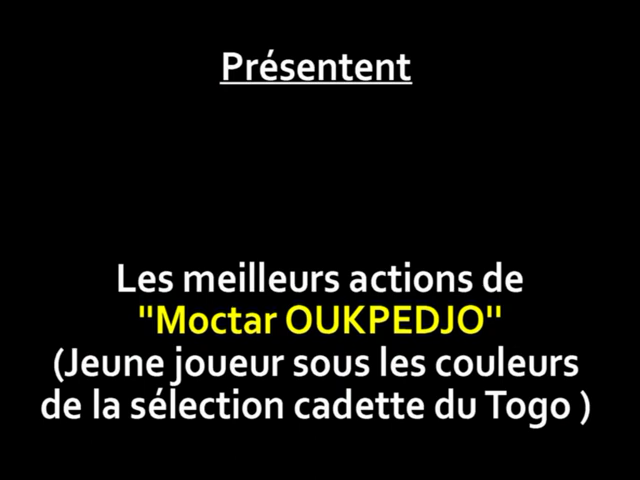 Présentent
Les meilleurs actions de
"Moctar OUKPEDJO"
(Jeune joueur sous les couleurs
de la sélection cadette du Togo )